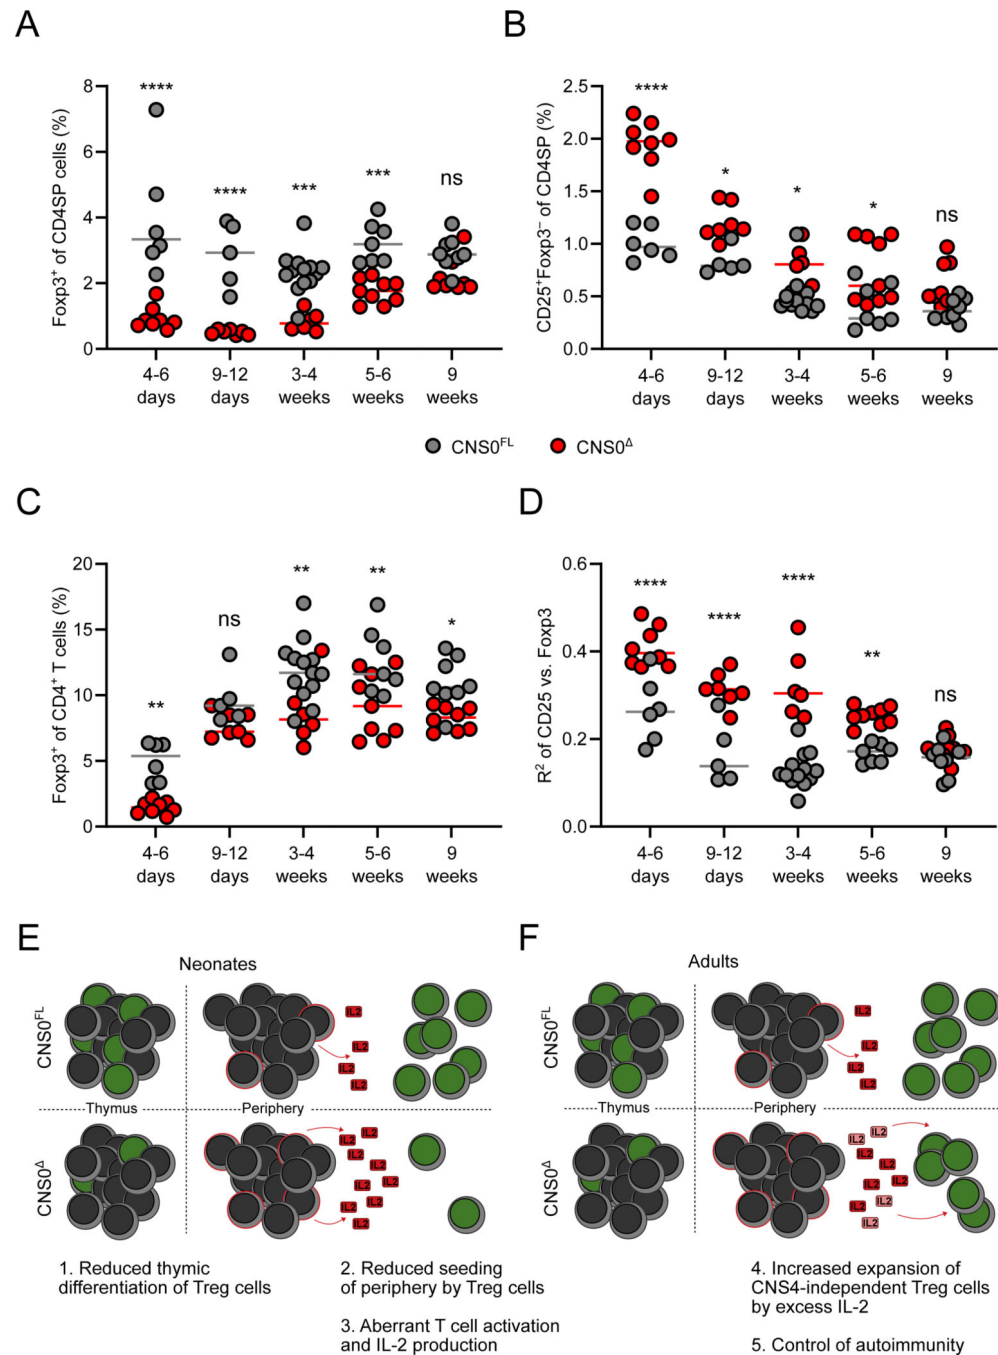 A
B
Foxp3⁺ of CD4SP cells (%)
8
6
4
2
0
****
****
***
***
ns
4-6 days
9-12 days
3-4 weeks
5-6 weeks
9 weeks
CD25⁺Foxp3⁻ of CD4SP (%)
2.5
2.0
1.5
1.0
0.5
0.0
****
*
*
*
ns
4-6 days
9-12 days
3-4 weeks
5-6 weeks
9 weeks
CNS0ᶠᴸ
CNS0^Δ
C
D
Foxp3⁺ of CD4⁺ T cells (%)
20
15
10
5
0
**
ns
**
**
*
4-6 days
9-12 days
3-4 weeks
5-6 weeks
9 weeks
R² of CD25 vs. Foxp3
0.6
0.4
0.2
0.0
****
****
****
**
ns
4-6 days
9-12 days
3-4 weeks
5-6 weeks
9 weeks
E
Neonates
CNS0ᶠᴸ
IL2
IL2
IL2
IL2
Thymus
Periphery
CNS0^Δ
IL2
IL2
IL2
IL2
IL2
IL2
IL2
IL2
IL2
1. Reduced thymic
differentiation of Treg cells
2. Reduced seeding
of periphery by Treg cells
3. Aberrant T cell activation
and IL-2 production
F
Adults
CNS0ᶠᴸ
IL2
IL2
IL2
IL2
Thymus
Periphery
CNS0^Δ
IL2
IL2
IL2
IL2
IL2
IL2
IL2
IL2
IL2
4. Increased expansion of
CNS4-independent Treg cells
by excess IL-2
5. Control of autoimmunity